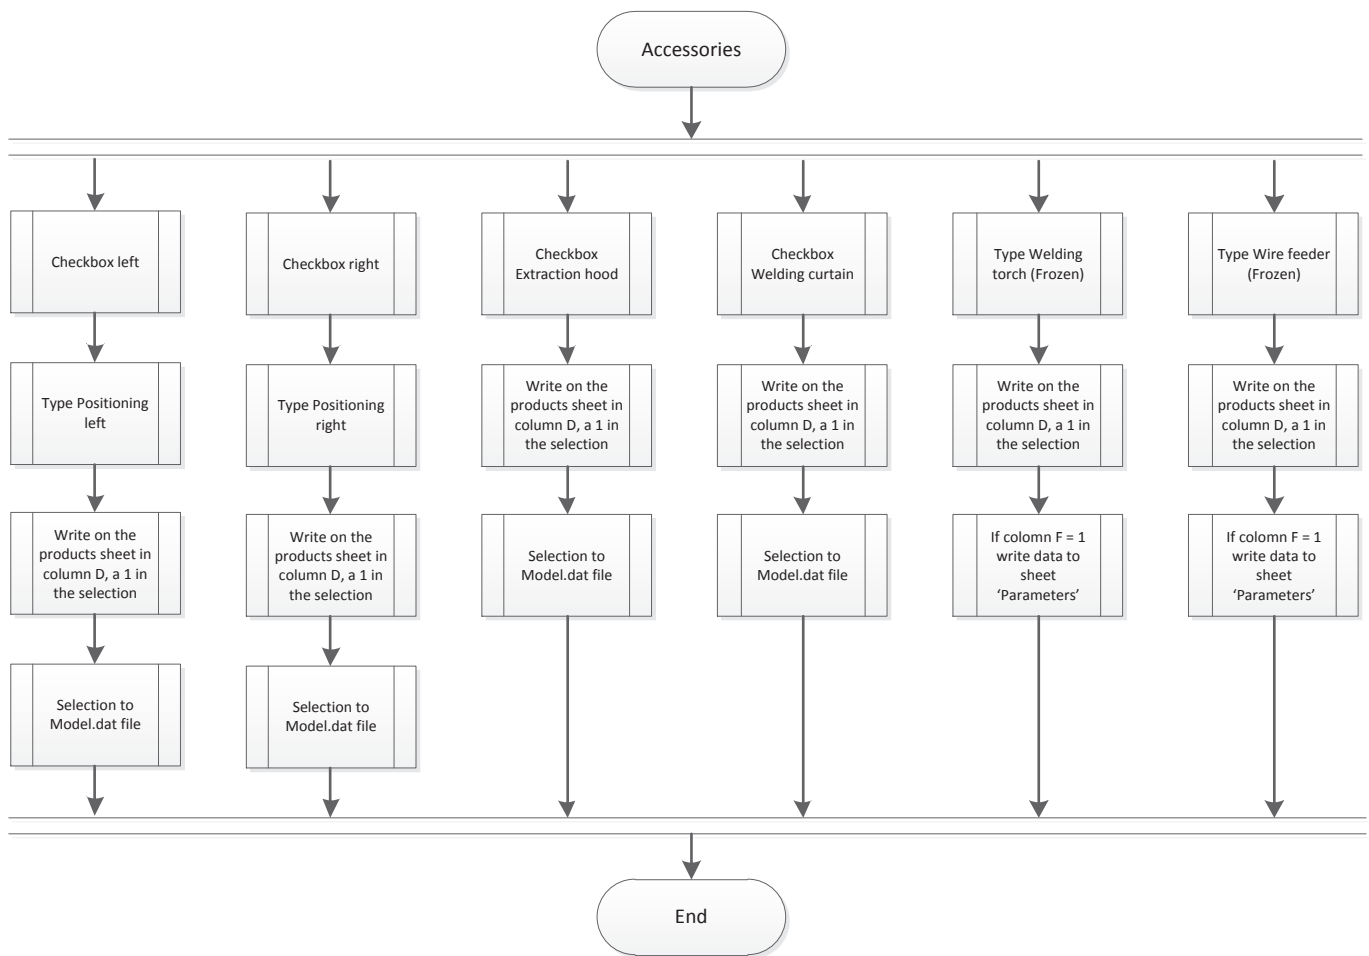 Accessories
Checkbox left
Checkbox right
Checkbox
Extraction hood
Checkbox
Welding curtain
Type Welding
torch (Frozen)
Type Wire feeder
(Frozen)
Type Positioning
left
Type Positioning
right
Write on the
products sheet in
column D, a 1 in
the selection
Write on the
products sheet in
column D, a 1 in
the selection
Write on the
products sheet in
column D, a 1 in
the selection
Write on the
products sheet in
column D, a 1 in
the selection
Write on the
products sheet in
column D, a 1 in
the selection
Write on the
products sheet in
column D, a 1 in
the selection
Selection to
Model.dat file
Selection to
Model.dat file
If colomn F = 1
write data to
sheet
‘Parameters’
If colomn F = 1
write data to
sheet
‘Parameters’
Selection to
Model.dat file
Selection to
Model.dat file
End